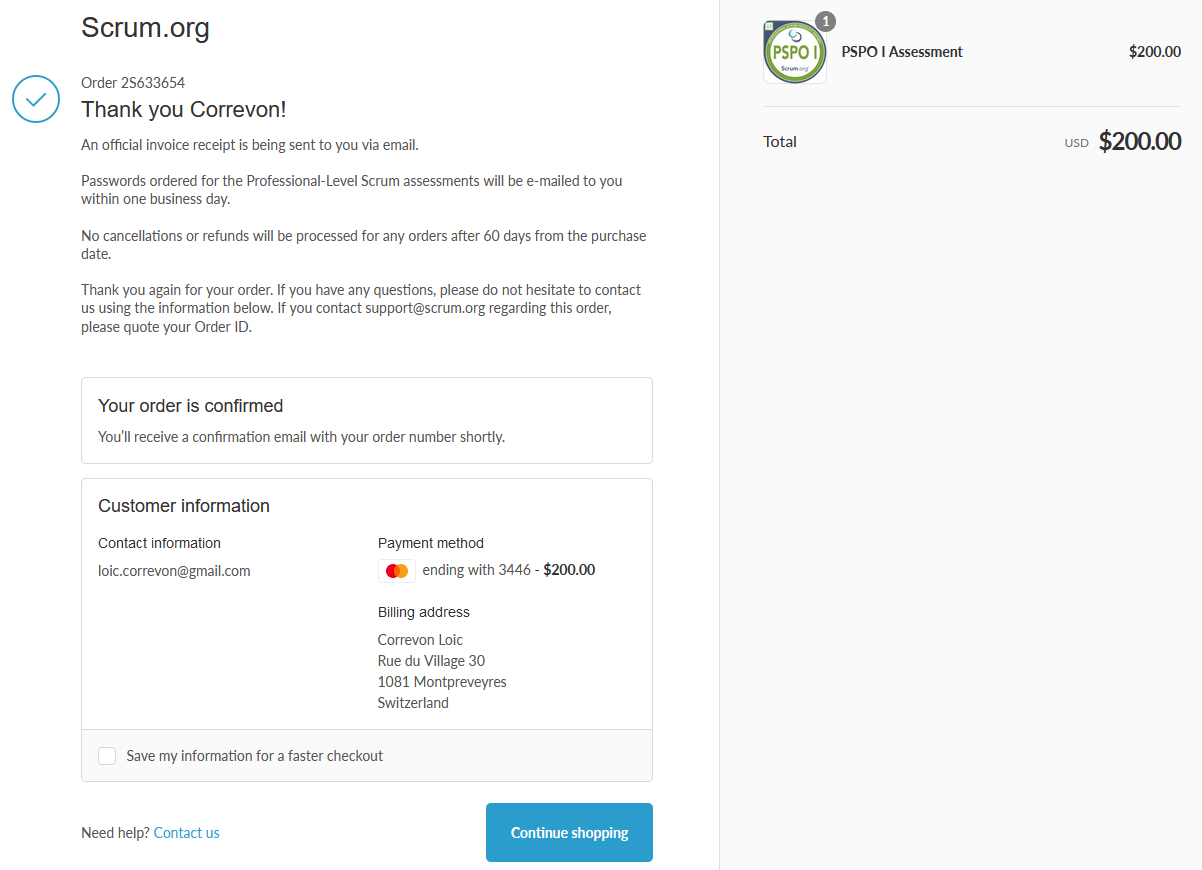 Scrum.org
Order 2S633654
Thank you Correvon!
An official invoice receipt is being sent to you via email.
Passwords ordered for the Professional-Level Scrum assessments will be e-mailed to you
within one business day.
No cancellations or refunds will be processed for any orders after 60 days from the purchase
date.
Thank you again for your order. If you have any questions, please do not hesitate to contact
us using the information below. If you contact support@scrum.org regarding this order,
please quote your Order ID.
Your order is confirmed
You'll receive a confirmation email with your order number shortly.
Customer information
Contact information
loic.correvon@gmail.com
Payment method
ending with 3446 - $200.00
Billing address
Correvon Loic
Rue du Village 30
1081 Montpreveyres
Switzerland
Save my information for a faster checkout
Need help? Contact us
Continue shopping
1
PSPO I
Scrum.org
PSPO I Assessment
$200.00
Total
USD $200.00